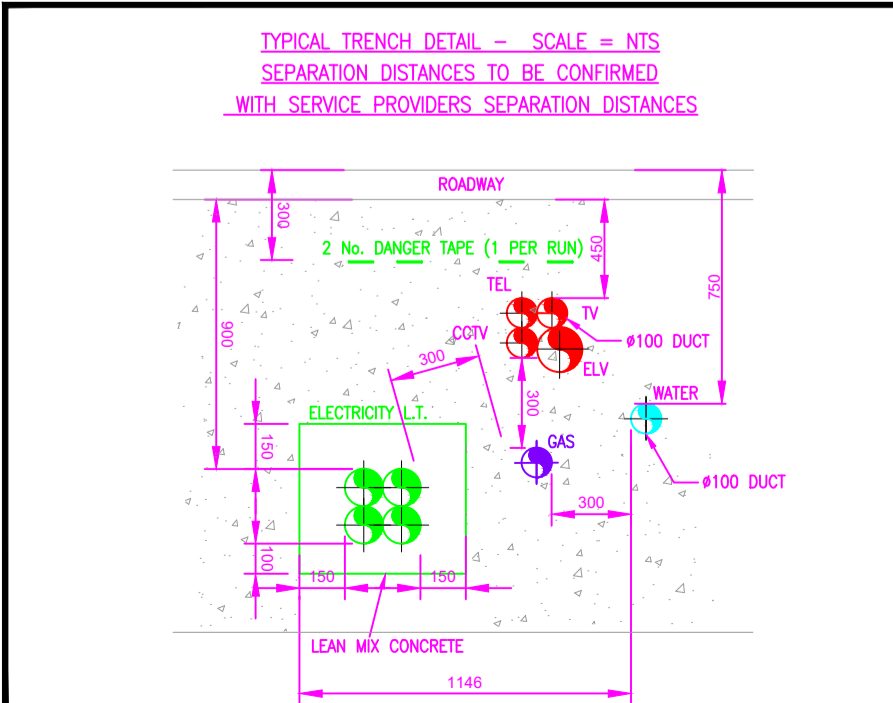 TYPICAL TRENCH DETAIL - SCALE = NTS
SEPARATION DISTANCES TO BE CONFIRMED
WITH SERVICE PROVIDERS SEPARATION DISTANCES
ROADWAY
300
2 No. DANGER TAPE (1 PER RUN)
450
750
900
TEL
TV
CCTV
ø100 DUCT
300
ELV
300
WATER
ELECTRICITY L.T.
GAS
150
ø100 DUCT
300
100
150
150
LEAN MIX CONCRETE
1146